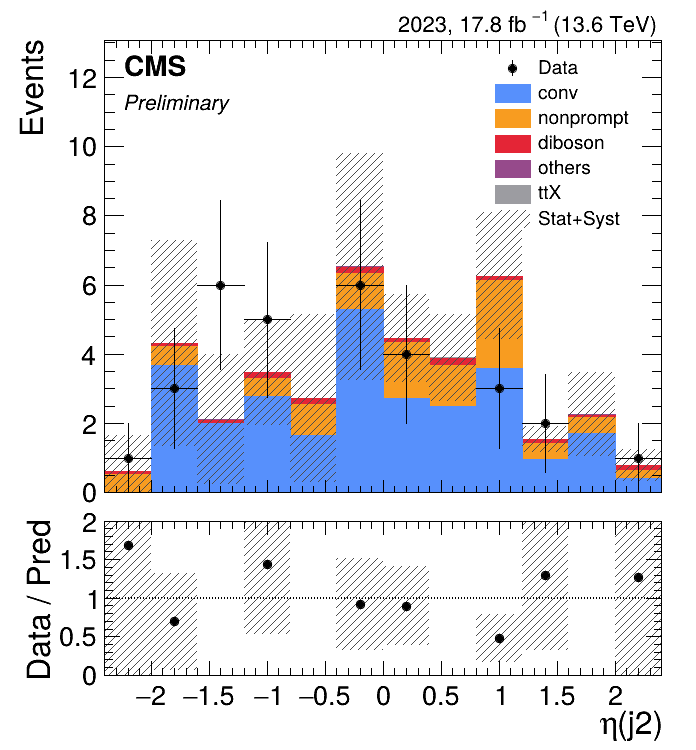 2023, 17.8 fb⁻¹ (13.6 TeV)
CMS
Preliminary
Events
Data
conv
nonprompt
diboson
others
ttX
Stat+Syst
12
10
8
6
4
2
0
Data / Pred
2
1.5
1
0.5
0
−2 −1.5 −1 −0.5 0 0.5 1 1.5 2
η(j2)